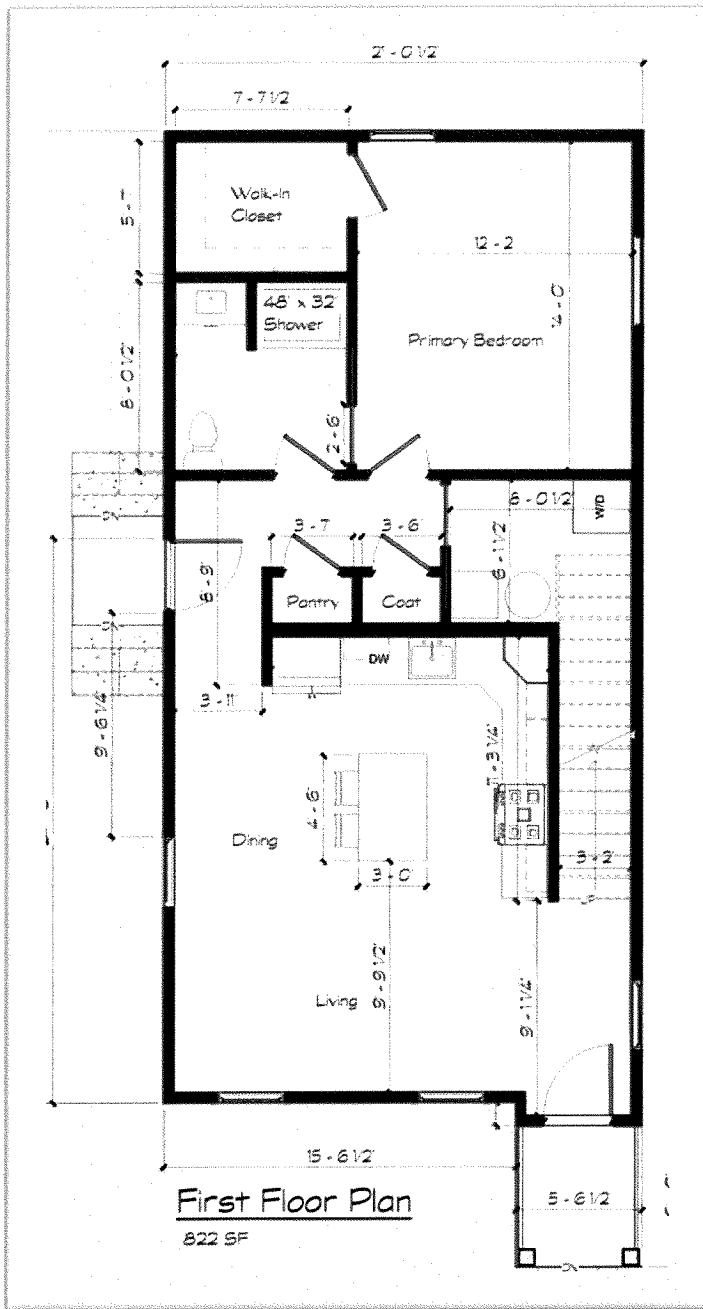 2' - 0 1/2'
7 - 7 1/2
5 - 7
Walk-In
Closet
12 - 2
14 - 0'
48' x 32'
Shower
Primary Bedroom
8 - 0 1/2'
2 - 6'
8 - 0 1/2'
W/D
3 - 7
3 - 6'
6 - 1 1/2'
8 - 9'
Pantry
Coat
DW
3 - 11'
9 - 6 1/4'
11 - 3 1/4'
4 - 6'
Dining
3 - 2'
3 - 0'
9 - 9 1/2'
9 - 1 1/4'
Living
15 - 6 1/2'
First Floor Plan
5 - 6 1/2
822 SF